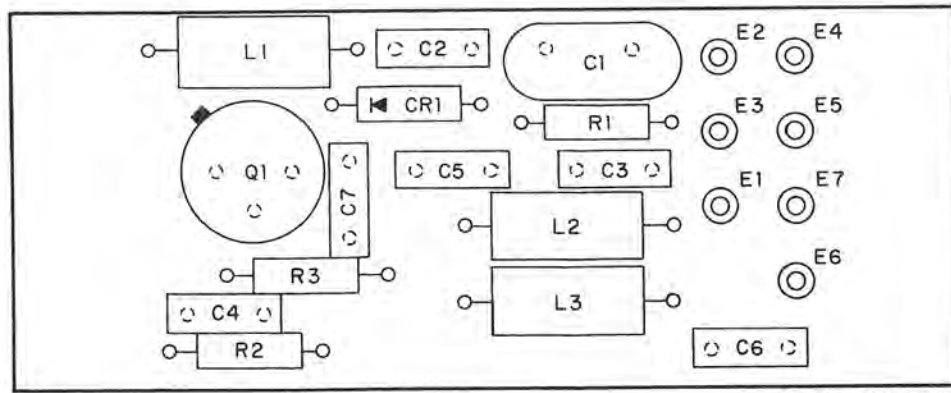 E2 E4
L1 C2 C1
CR1
E3 E5
R1
Q1 C5 C3
C7
E1 E7
L2
R3
E6
L3
C4
R2 C6